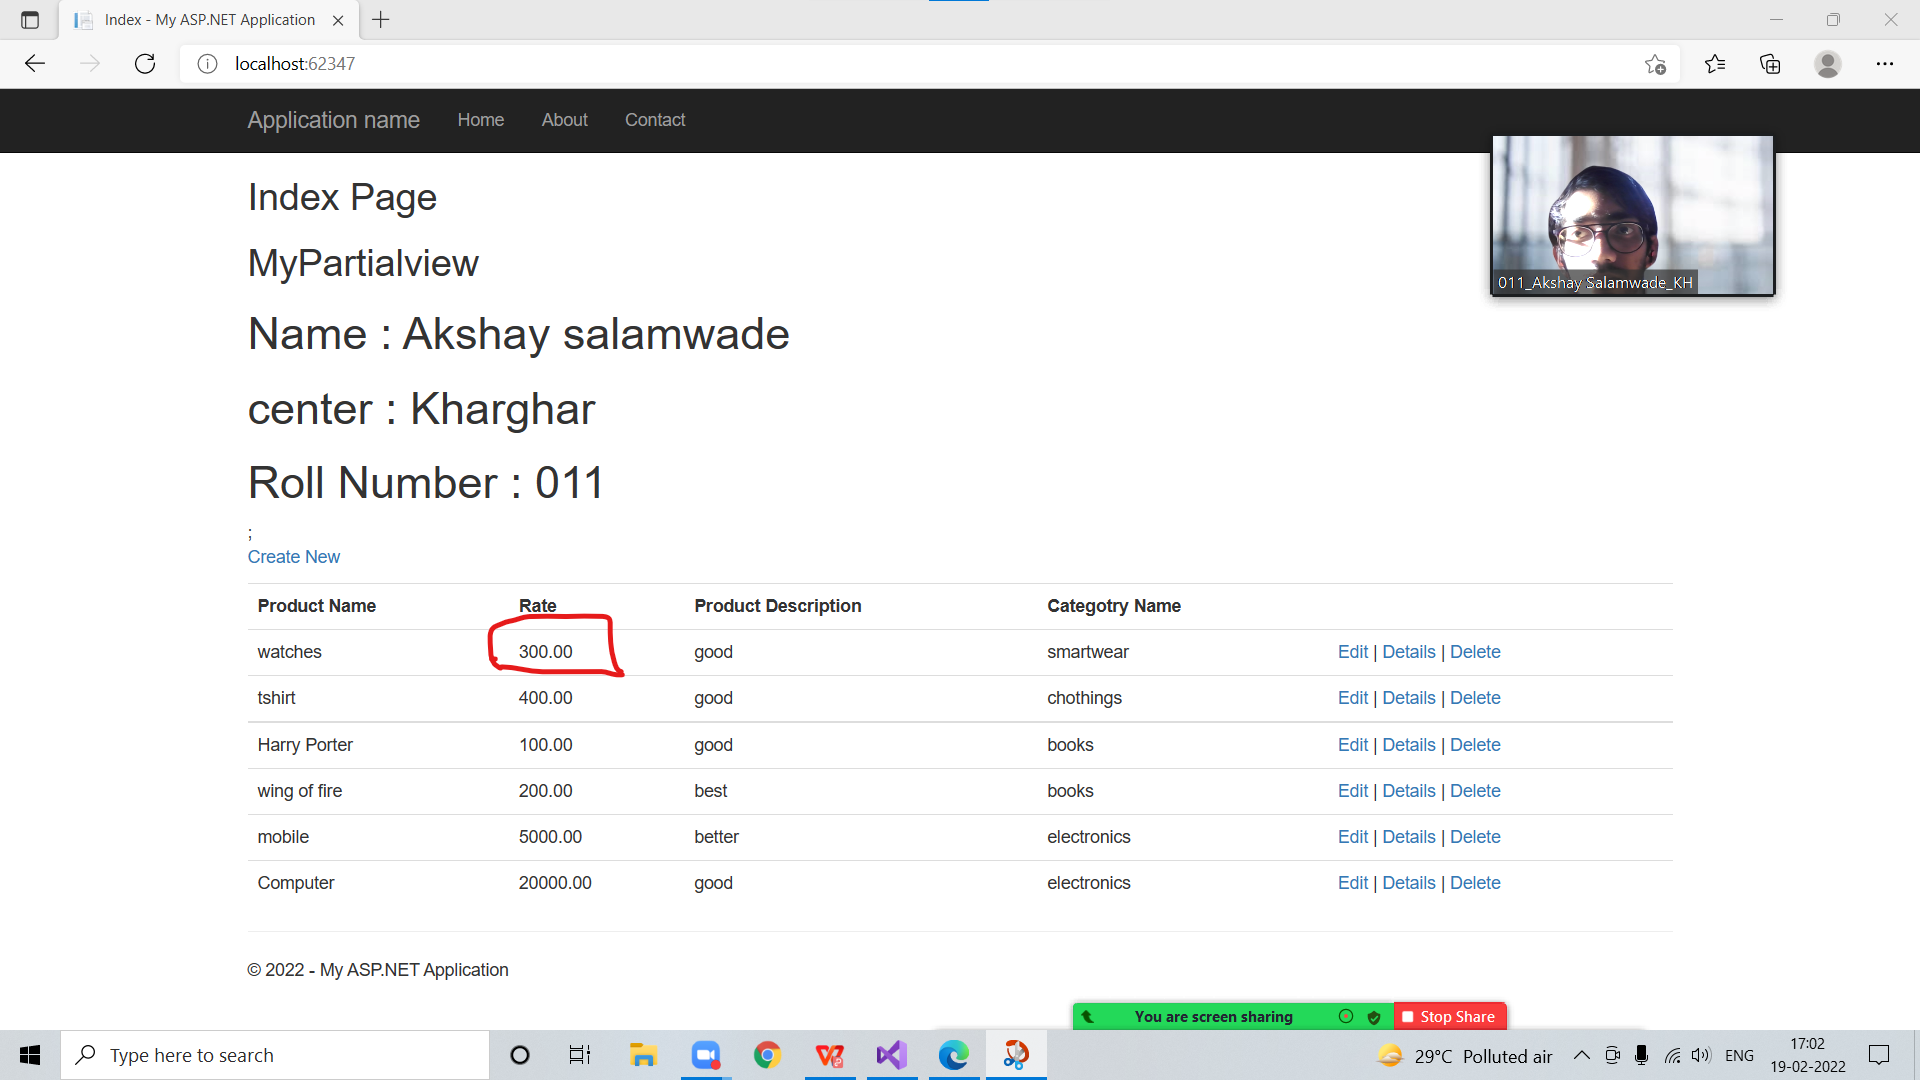 Index - My ASP.NET Application
localhost:62347
Application name Home About Contact
Index Page
MyPartialview
Name : Akshay salamwade
center : Kharghar
Roll Number : 011
011_Akshay Salamwade_KH
;
Create New
Product Name Rate Product Description Categotry Name
watches 300.00 good smartwear Edit | Details | Delete
tshirt 400.00 good chothings Edit | Details | Delete
Harry Porter 100.00 good books Edit | Details | Delete
wing of fire 200.00 best books Edit | Details | Delete
mobile 5000.00 better electronics Edit | Details | Delete
Computer 20000.00 good electronics Edit | Details | Delete
© 2022 - My ASP.NET Application
You are screen sharing Stop Share
Type here to search
29°C Polluted air ENG
17:02
19-02-2022